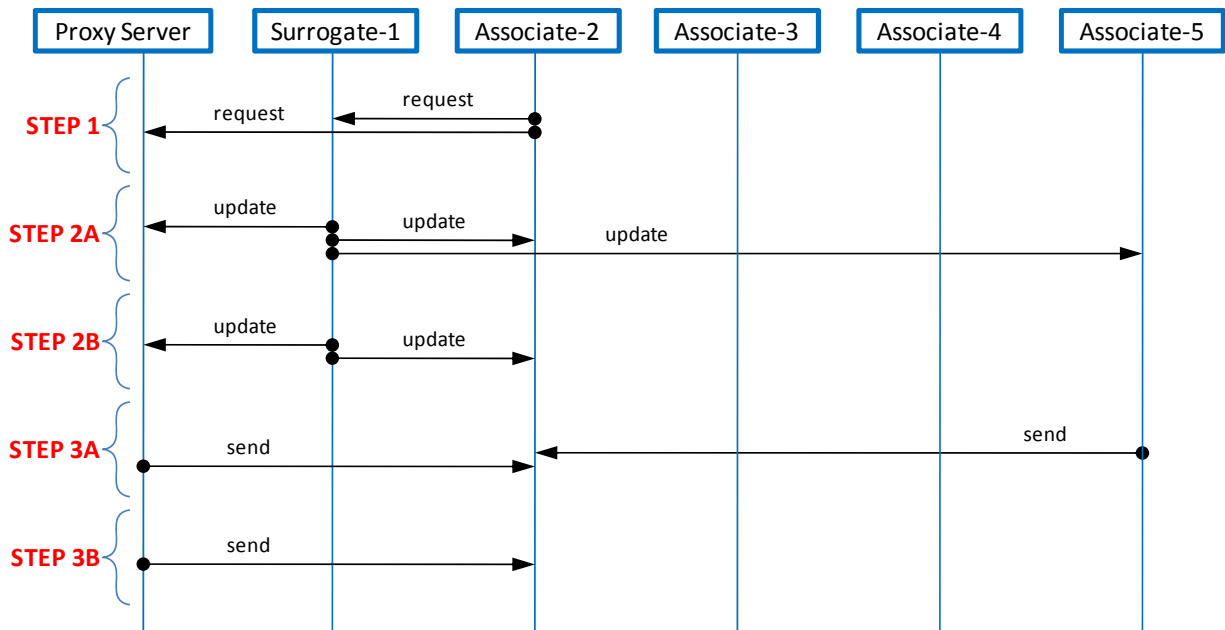 Proxy Server
Surrogate-1
Associate-2
Associate-3
Associate-4
Associate-5
STEP 1
request
request
STEP 2A
update
update
update
STEP 2B
update
update
STEP 3A
send
send
STEP 3B
send